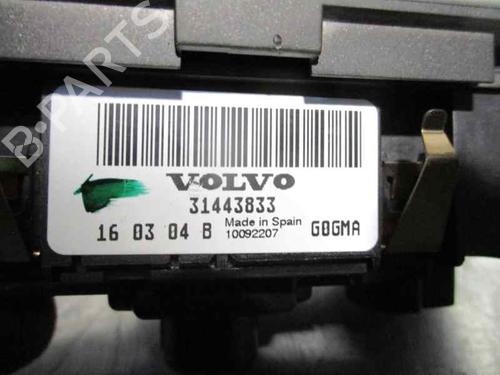 B-PARTS
VOLVO
31443833
16 03 04 B Made in Spain 10092207 G0GMA